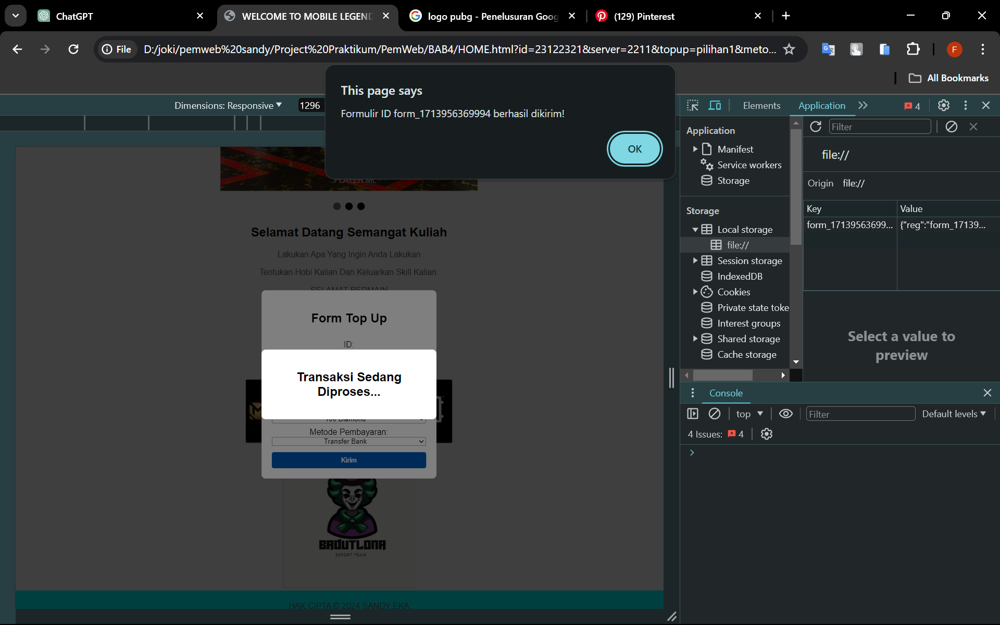 ChatGPT
WELCOME TO MOBILE LEGEND
logo pubg - Penelusuran Goog
(129) Pinterest
File
D:/joki/pemweb%20sandy/Project%20Praktikum/PemWeb/BAB4/HOME.html?id=23122321&server=2211&topup=pilihan1&meto...
F
All Bookmarks
This page says
Formulir ID form_1713956369994 berhasil dikirim!
OK
Dimensions: Responsive
1296
PLAYER ML
Selamat Datang Semangat Kuliah
Lakukan Apa Yang Ingin Anda Lakukan
Tentukan Hobi Kalian Dan Keluarkan Skill Kalian.
SELAMAT BERMAIN
Form Top Up
ID:
Transaksi Sedang
Diproses...
100 Diamond
Metode Pembayaran:
Transfer Bank
Kirim
BADUTLONA
ESPORT TEAM
HAK CIPTA © 2024 SANDY EKA
Elements
Application
4
Application
Manifest
Service workers
Storage
Storage
Local storage
file://
Session storage
IndexedDB
Cookies
Private state toke
Interest groups
Shared storage
Cache storage
Filter
file://
Origin file://
Key Value
form_17139563699... {"reg":"form_17139...
Select a value to
preview
Console
top
Filter
Default levels
4 Issues: 4